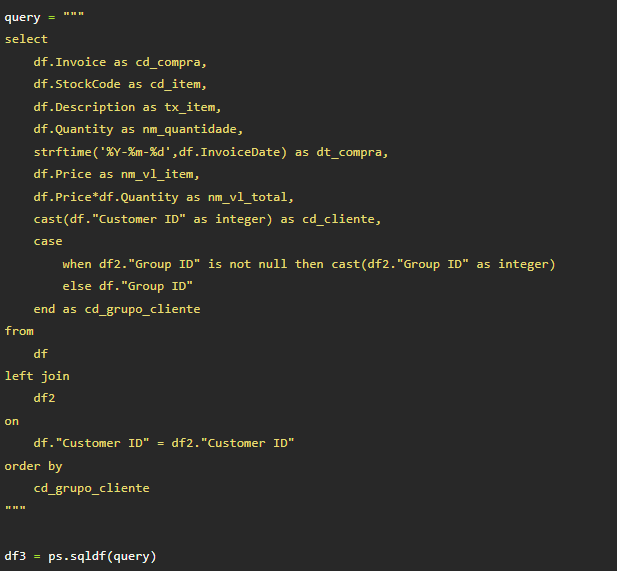 query = """
select
    df.Invoice as cd_compra,
    df.StockCode as cd_item,
    df.Description as tx_item,
    df.Quantity as nm_quantidade,
    strftime('%Y-%m-%d',df.InvoiceDate) as dt_compra,
    df.Price as nm_vl_item,
    df.Price*df.Quantity as nm_vl_total,
    cast(df."Customer ID" as integer) as cd_cliente,
    case
        when df2."Group ID" is not null then cast(df2."Group ID" as integer)
        else df."Group ID"
    end as cd_grupo_cliente
from
    df
left join
    df2
on
    df."Customer ID" = df2."Customer ID"
order by
    cd_grupo_cliente
"""

df3 = ps.sqldf(query)